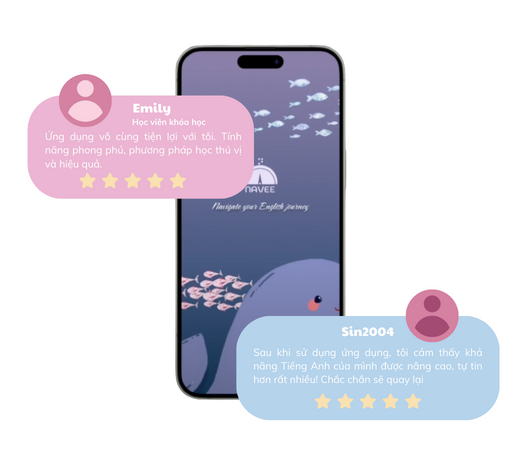 Emily
Học viên khóa học
Ứng dụng vô cùng tiện lợi với tôi. Tính
năng phong phú, phương pháp học thú vị
và hiệu quả.
NAVEE
Navigate your English journey
Sin2004
Sau khi sử dụng ứng dụng, tôi cảm thấy khả
năng Tiếng Anh của mình được nâng cao, tự tin
hơn rất nhiều! Chắc chắn sẽ quay lại